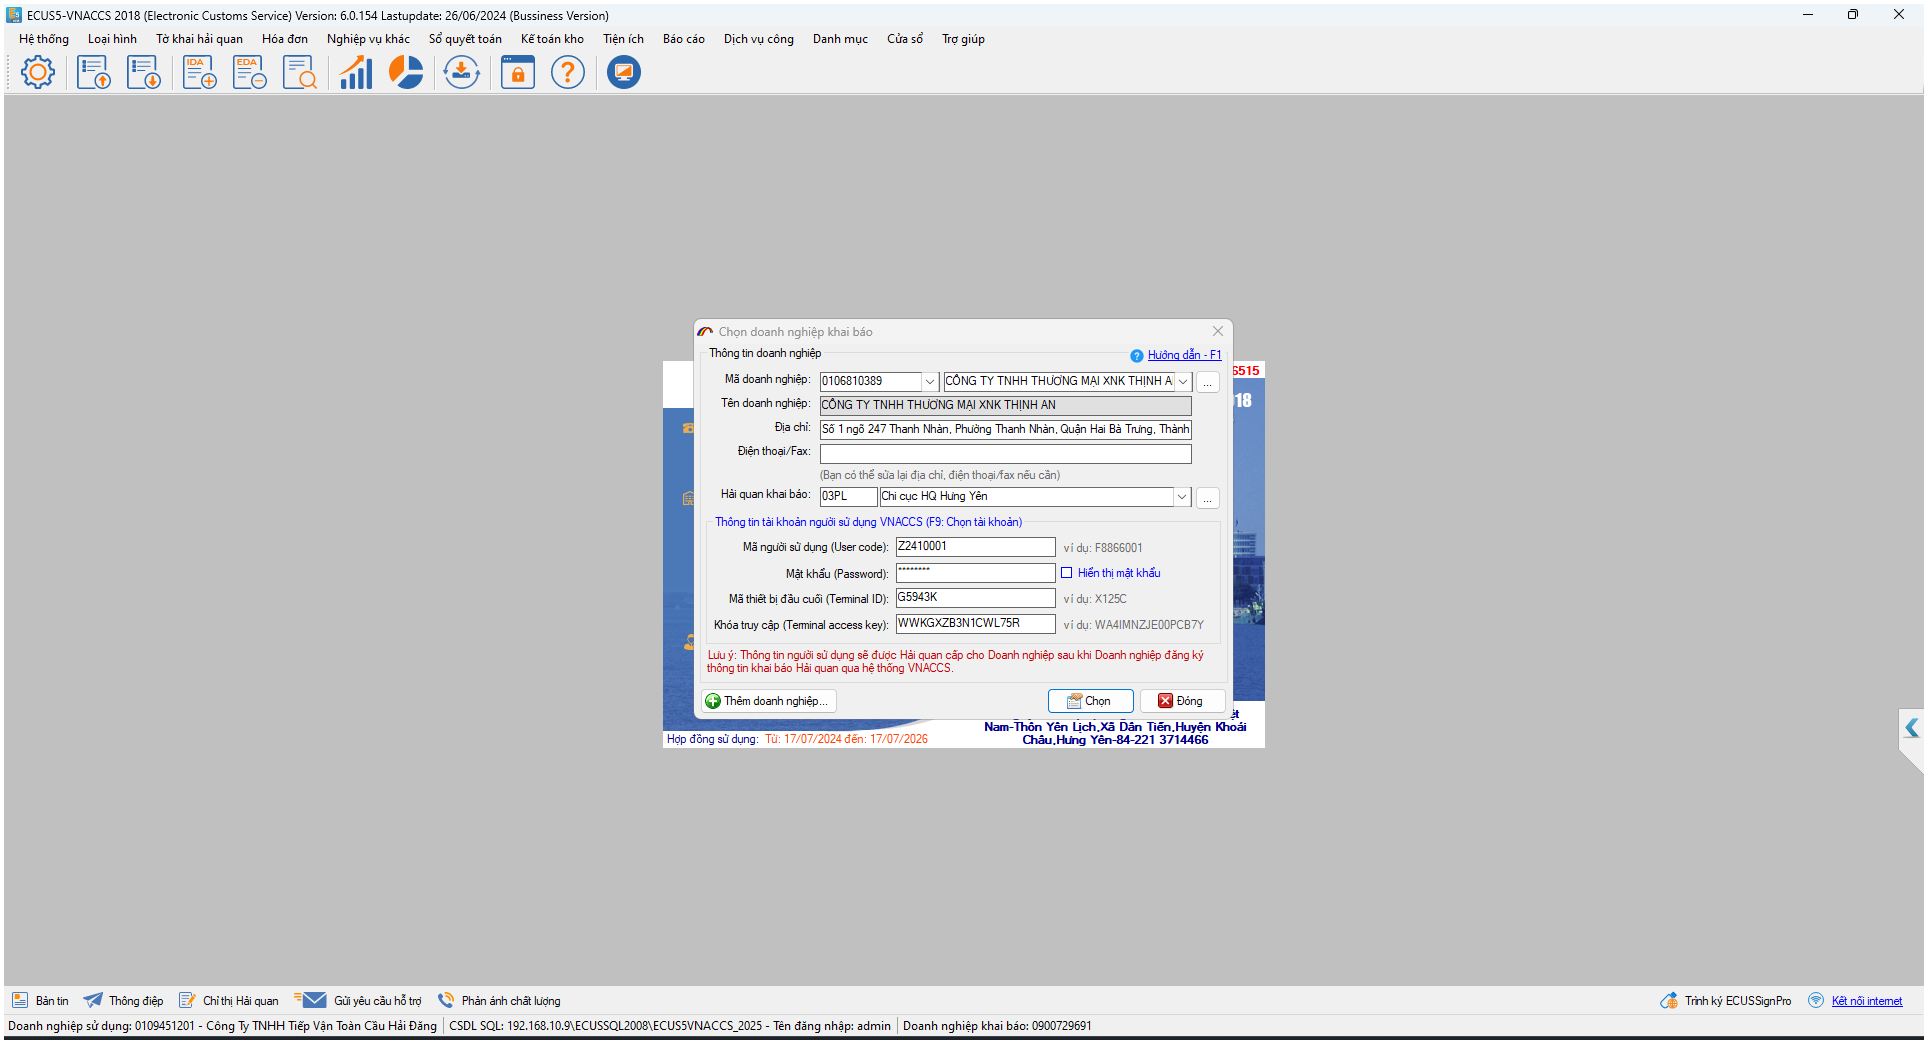 ECUS5-VNACCS 2018 (Electronic Customs Service) Version: 6.0.154 Lastupdate: 26/06/2024 (Bussiness Version)
Hệ thống Loại hình Tờ khai hải quan Hóa đơn Nghiệp vụ khác Sổ quyết toán Kế toán kho Tiện ích Báo cáo Dịch vụ công Danh mục Cửa sổ Trợ giúp
IDA EDA
Chọn doanh nghiệp khai báo
Thông tin doanh nghiệp
Hướng dẫn - F1
6515
Mã doanh nghiệp: 0106810389 CÔNG TY TNHH THƯƠNG MẠI XNK THỊNH A ...
Tên doanh nghiệp: CÔNG TY TNHH THƯƠNG MẠI XNK THỊNH AN
18
Địa chỉ: Số 1 ngõ 247 Thanh Nhàn, Phường Thanh Nhàn, Quận Hai Bà Trưng, Thành
Điện thoại/Fax:
(Bạn có thể sửa lại địa chỉ, điện thoại/fax nếu cần)
Hải quan khai báo: 03PL Chi cục HQ Hưng Yên ...
Thông tin tài khoản người sử dụng VNACCS (F9: Chọn tài khoản)
Mã người sử dụng (User code): Z2410001 ví dụ: F8866001
Mật khẩu (Password): ******** Hiển thị mật khẩu
Mã thiết bị đầu cuối (Terminal ID): G5943K ví dụ: X125C
Khóa truy cập (Terminal access key): WWKGXZB3N1CWL75R ví dụ: WA4IMNZJE00PCB7Y
Lưu ý: Thông tin người sử dụng sẽ được Hải quan cấp cho Doanh nghiệp sau khi Doanh nghiệp đăng ký
thông tin khai báo Hải quan qua hệ thống VNACCS.
Thêm doanh nghiệp... Chọn Đóng
Nam-Thôn Yên Lịch,Xã Dân Tiến,Huyện Khoái
Hợp đồng sử dụng: Từ: 17/07/2024 đến: 17/07/2026
Châu,Hưng Yên-84-221 3714466
Bản tin Thông điệp Chỉ thị Hải quan Gửi yêu cầu hỗ trợ Phản ánh chất lượng Trình ký ECUSSignPro Kết nối internet
Doanh nghiệp sử dụng: 0109451201 - Công Ty TNHH Tiếp Vận Toàn Cầu Hải Đăng CSDL SQL: 192.168.10.9\ECUSSQL2008\ECUS5VNACCS_2025 - Tên đăng nhập: admin Doanh nghiệp khai báo: 0900729691